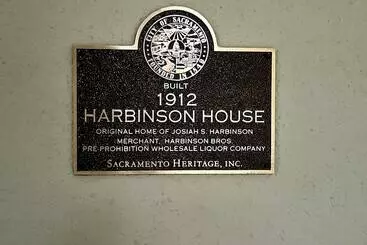 CITY OF SACRAMENTO
FOUNDED IN 1849
BUILT
1912
HARBINSON HOUSE
ORIGINAL HOME OF JOSIAH S. HARBINSON
MERCHANT, HARBINSON BROS.
PRE-PROHIBITION WHOLESALE LIQUOR COMPANY
SACRAMENTO HERITAGE, INC.